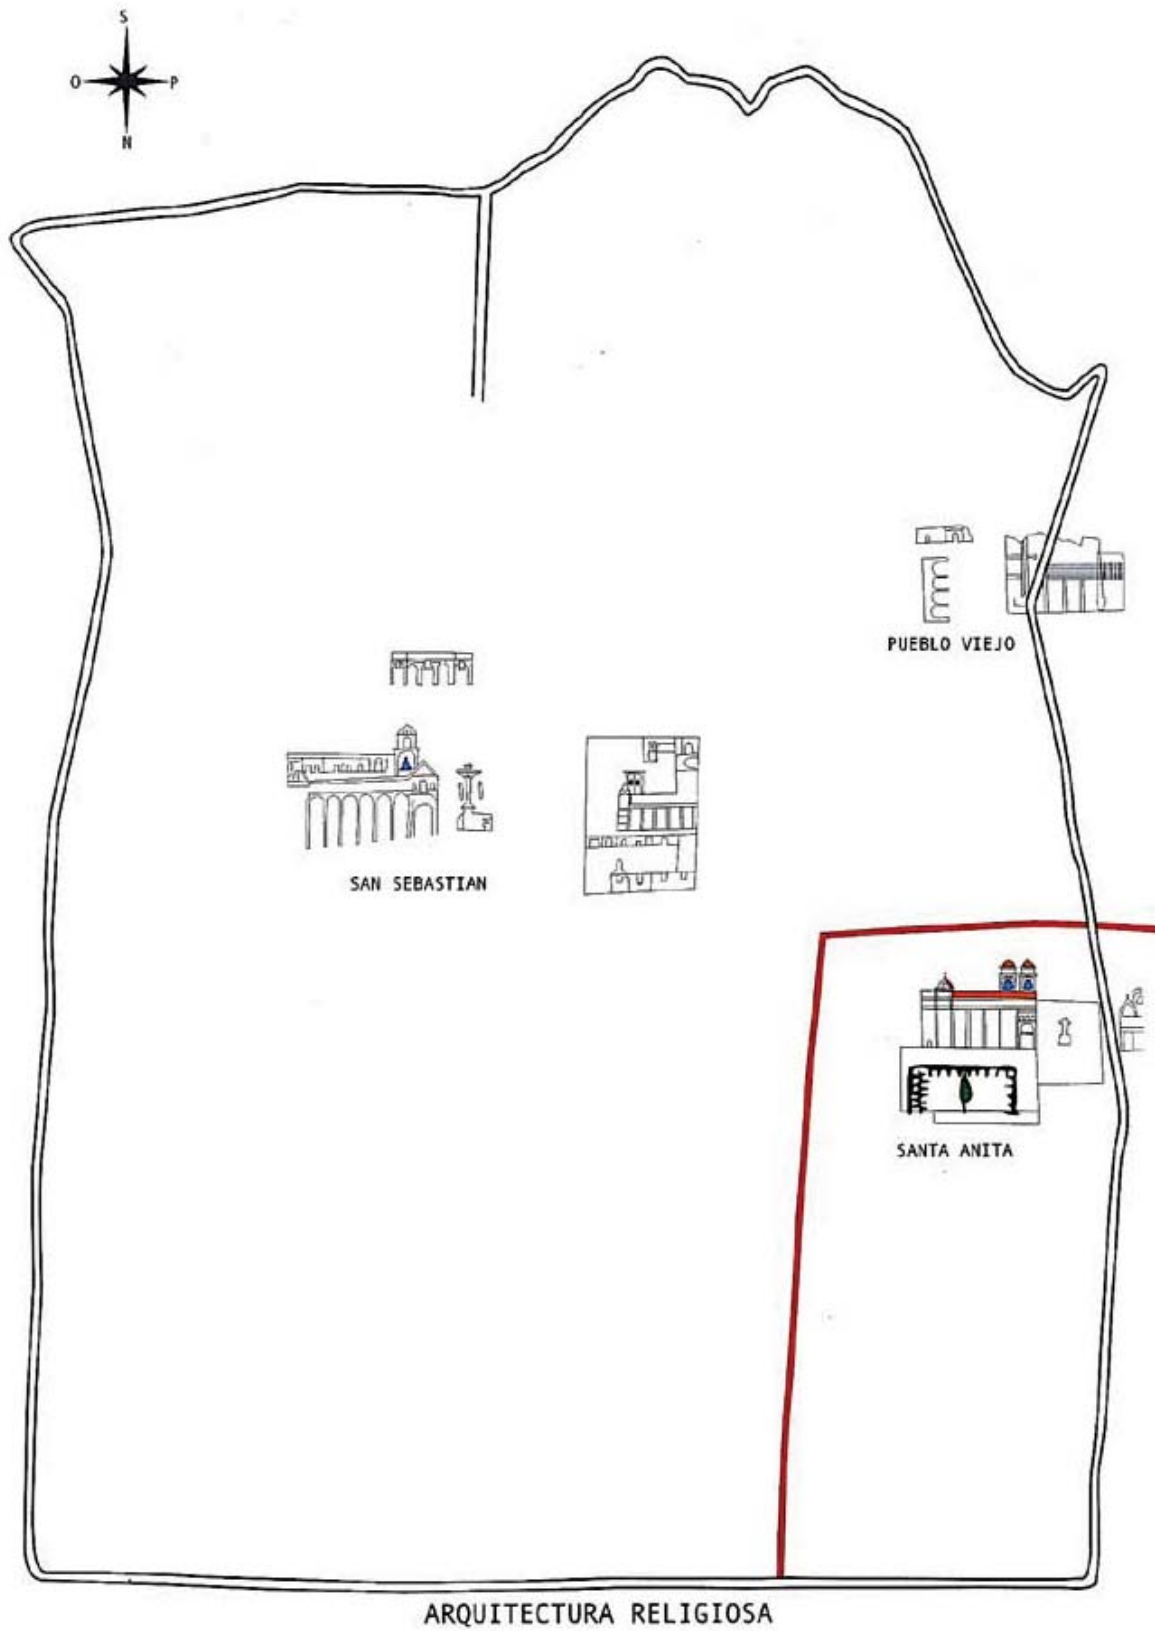 S
O P
N
PUEBLO VIEJO
SAN SEBASTIAN
SANTA ANITA
ARQUITECTURA RELIGIOSA